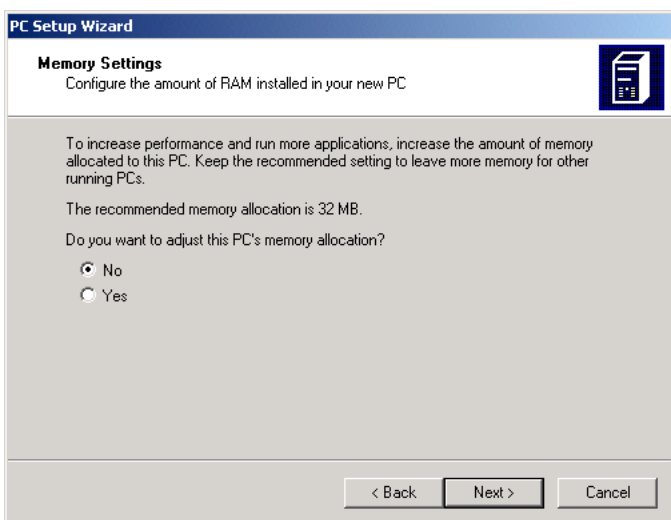 PC Setup Wizard
Memory Settings
Configure the amount of RAM installed in your new PC
To increase performance and run more applications, increase the amount of memory
allocated to this PC. Keep the recommended setting to leave more memory for other
running PCs.
The recommended memory allocation is 32 MB.
Do you want to adjust this PC's memory allocation?
No
Yes
< Back Next > Cancel